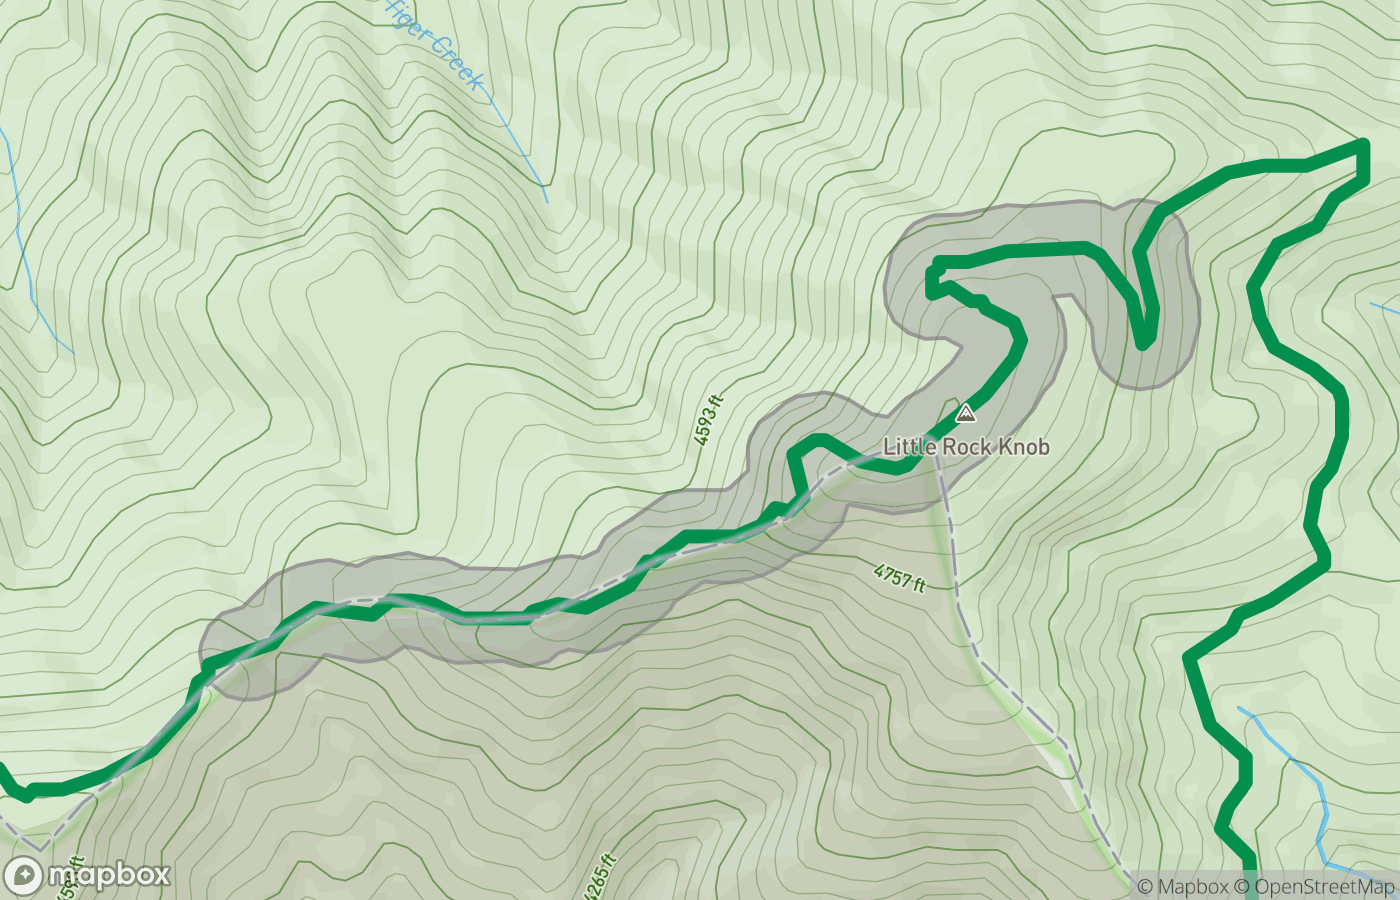 Tiger Creek
4593 ft
Little Rock Knob
4757 ft
4265 ft
mapbox
© Mapbox © OpenStreetMap